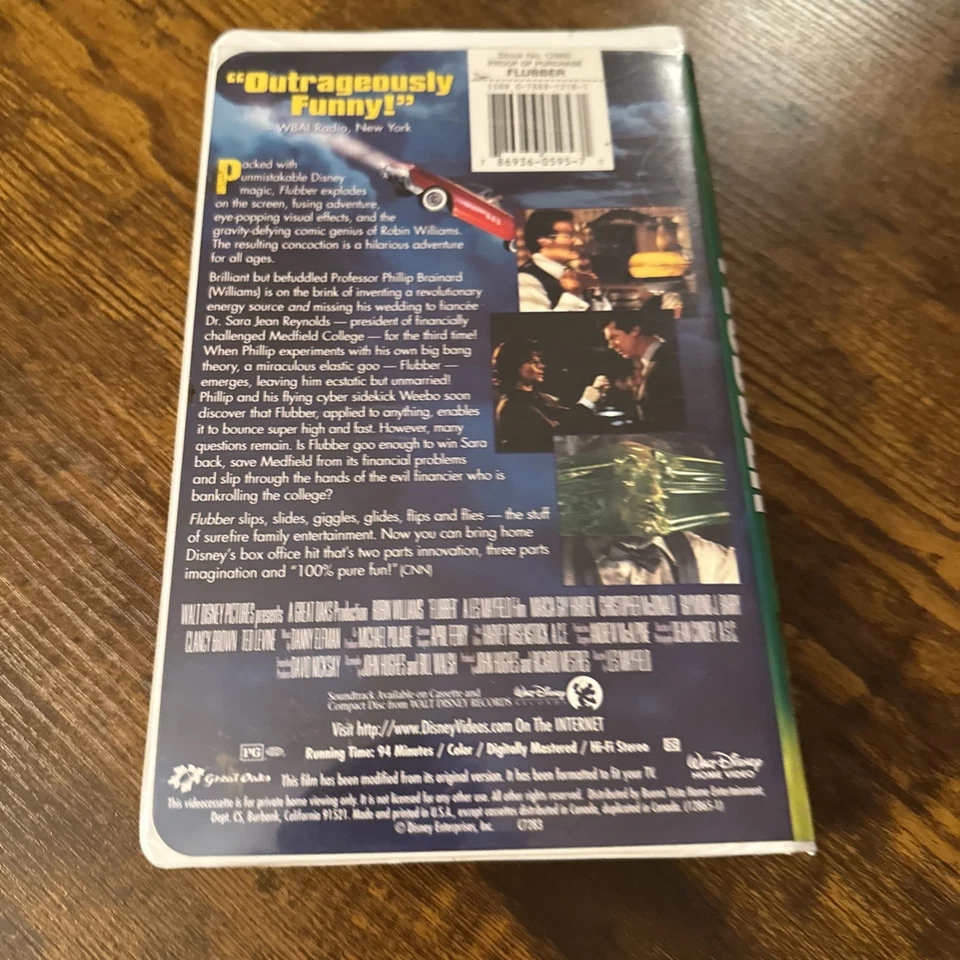 “Outrageously
Funny!”
WBAI Radio, New York
Stock No. 12865
PROOF OF PURCHASE
FLUBBER
ISBN 0-7888-1218-1
7 86936 0595-7
Packed with
unmistakable Disney
magic, Flubber explodes
on the screen, fusing adventure,
eye-popping visual effects, and the
gravity-defying comic genius of Robin Williams.
The resulting concoction is a hilarious adventure
for all ages.
Brilliant but befuddled Professor Phillip Brainard
(Williams) is on the brink of inventing a revolutionary
energy source and missing his wedding to fiancée
Dr. Sara Jean Reynolds — president of financially
challenged Medfield College — for the third time!
When Phillip experiments with his own big bang
theory, a miraculous elastic goo — Flubber —
emerges, leaving him ecstatic but unmarried!
Phillip and his flying cyber sidekick Weebo soon
discover that Flubber, applied to anything, enables
it to bounce super high and fast. However, many
questions remain. Is Flubber goo enough to win Sara
back, save Medfield from its financial problems
and slip through the hands of the evil financier who is
bankrolling the college?
Flubber slips, slides, giggles, glides, flips and flies — the stuff
of surefire family entertainment. Now you can bring home
Disney’s box office hit that’s two parts innovation, three parts
imagination and “100% pure fun!” (CNN)
WALT DISNEY PICTURES presents A GREAT OAKS Production ROBIN WILLIAMS "FLUBBER" A LES MAYFIELD Film MARCIA GAY HARDEN CHRISTOPHER McDONALD RAYMOND J. BARRY
CLANCY BROWN TED LEVINE DANNY ELFMAN MICHAEL POLAIRE APRIL FERRY HARVEY ROSENSTOCK, A.C.E. ANDREW McALPINE DEAN CUNDEY, A.S.C.
DAVID NICKSAY JOHN HUGHES and BILL WALSH JOHN HUGHES and RICARDO MESTRES LES MAYFIELD
Soundtrack Available on Cassette and
Compact Disc from WALT DISNEY RECORDS
Walt Disney
RECORDS
Visit http://www.DisneyVideos.com On The INTERNET
PG
Running Time: 94 Minutes / Color / Digitally Mastered / Hi-Fi Stereo
Great Oaks
This film has been modified from its original version. It has been formatted to fit your TV.
Walt Disney
HOME VIDEO
This videocassette is for private home viewing only. It is not licensed for any other use. All other rights reserved. Distributed by Buena Vista Home Entertainment,
Dept. CS, Burbank, California 91521. Made and printed in U.S.A., except cassettes distributed in Canada, duplicated in Canada. (12865-1)
© Disney Enterprises, Inc. C7283